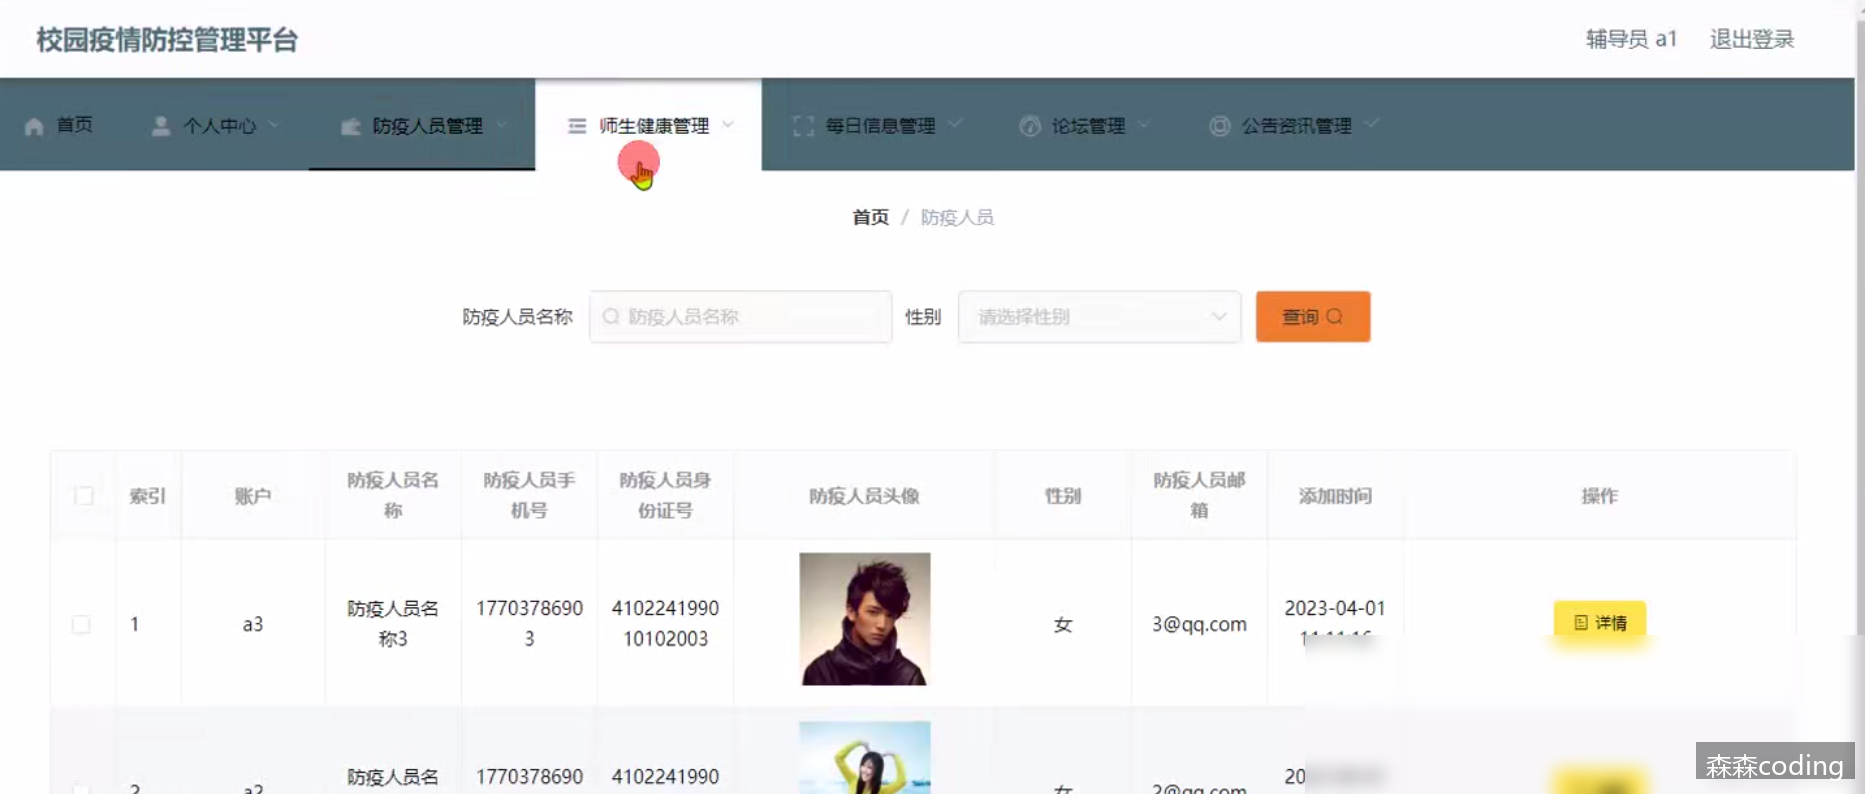 校园疫情防控管理平台
辅导员 a1 退出登录
首页 个人中心 防疫人员管理 师生健康管理 每日信息管理 论坛管理 公告资讯管理
首页 / 防疫人员
防疫人员名称 防疫人员名称 性别 请选择性别 查询
索引 账户 防疫人员名称 防疫人员手机号 防疫人员身份证号 防疫人员头像 性别 防疫人员邮箱 添加时间 操作
1 a3 防疫人员名称3 17703786903 410224199010102003 女 3@qq.com 2023-04-01 详情
2 a2 防疫人员名 1770378690 4102241990 女 2@qq.com 20
森森coding